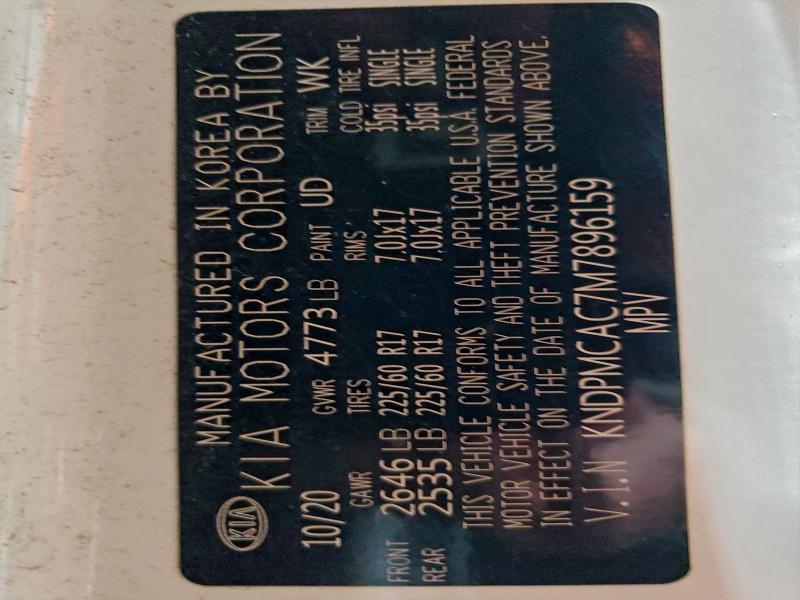 MANUFACTURED IN KOREA BY
KIA KIA MOTORS CORPORATION
10/20 GVWR 4773 LB PAINT UD TRIM WK
GAWR TIRES RIMS COLD TIRE INFL
FRONT 2646 LB 225/60 R17 7.0Jx17 35psi SINGLE
REAR 2535 LB 225/60 R17 7.0Jx17 35psi SINGLE
THIS VEHICLE CONFORMS TO ALL APPLICABLE U.S.A. FEDERAL
MOTOR VEHICLE SAFETY AND THEFT PREVENTION STANDARDS
IN EFFECT ON THE DATE OF MANUFACTURE SHOWN ABOVE.
V.I.N KNDPMCAC7M7896159
MPV